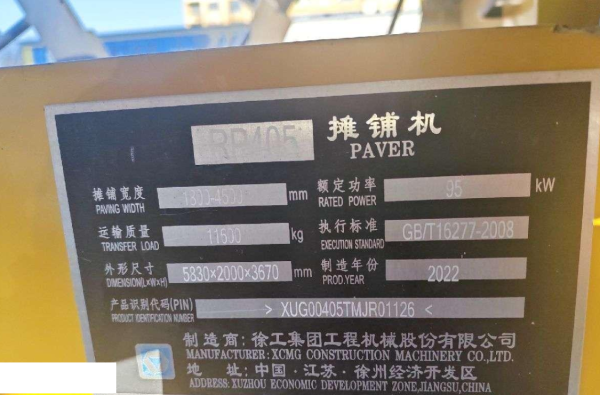 RP405 摊铺机
PAVER
摊铺宽度 1800-4500 mm 额定功率 95 kW
PAVING WIDTH RATED POWER
运输质量 11500 kg 执行标准 GB/T16277-2008
TRANSFER LOAD EXECUTION STANDARD
外形尺寸 5830×2000×3670 mm 制造年份 2022
DIMENSION(L×W×H) PROD.YEAR
产品识别代码(PIN) > XUG00405TMJR01126 <
PRODUCT IDENTIFICATION NUMBER
制造商:徐工集团工程机械股份有限公司
MANUFACTURER: XCMG CONSTRUCTION MACHINERY CO.,LTD.
地 址:中国·江苏·徐州经济开发区
ADDRESS: XUZHOU ECONOMIC DEVELOPMENT ZONE,JIANGSU,CHINA